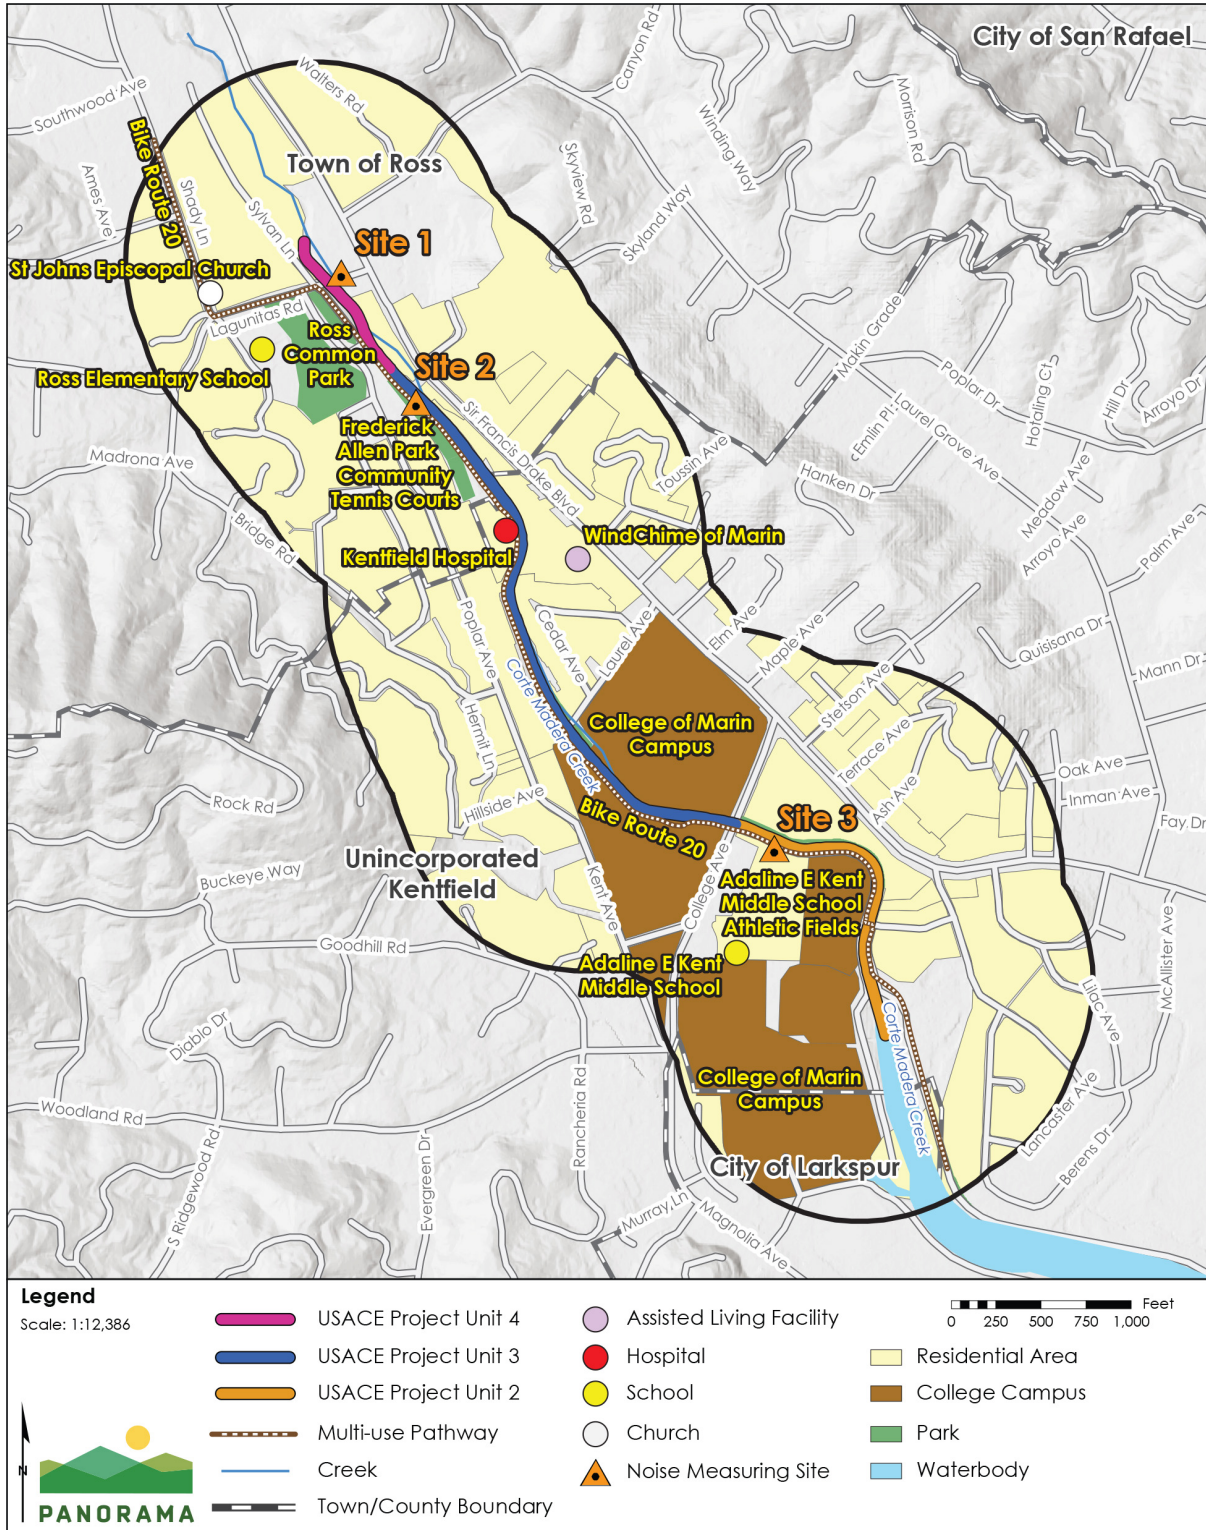 City of San Rafael
Canyon Rd
Walters Rd
Southwood Ave
Morrison Rd
Winding Way
Bike Route 20
Town of Ross
Skyview Rd
Ames Ave
Shady Ln
Sylvan Ln
Skyland Way
Site 1
St Johns Episcopal Church
Lagunitas Rd
Makin Grade
Ross
Common
Park
Ross Elementary School
Site 2
Poplar Dr
Hotaling Ct
Hill Dr
Arroyo Dr
Emilin Pl
Laurel Grove Ave
Sir Francis Drake Blvd
Frederick
Allen Park
Community
Tennis Courts
Toussin Ave
Hanken Dr
Madrona Ave
Meadow Ave
Arroyo Ave
Palm Ave
Bridge Rd
WindChime of Marin
Kentfield Hospital
Poplar Ave
Cedar Ave
Laurel Ave
Elm Ave
Maple Ave
Quisisana Dr
Mann Dr
Corte Madera Creek
Stetson Ave
Hermit Ln
College of Marin
Campus
Terrace Ave
Oak Ave
Inman Ave
Rock Rd
Hillside Ave
Ash Ave
Fay Dr
Bike Route 20
Site 3
Unincorporated
Kentfield
Buckeye Way
Kent Ave
College Ave
Adaline E Kent
Middle School
Athletic Fields
Goodhill Rd
McAllister Ave
Adaline E Kent
Middle School
Lilac Ave
Diablo Dr
Corte Madera Creek
College of Marin
Campus
Woodland Rd
Rancheria Rd
Lancaster Ave
Berens Dr
S Ridgewood Rd
Evergreen Dr
City of Larkspur
Murray Ln
Magnolia Ave
Legend
Scale: 1:12,386
USACE Project Unit 4
USACE Project Unit 3
USACE Project Unit 2
Multi-use Pathway
Creek
Town/County Boundary
Assisted Living Facility
Hospital
School
Church
Noise Measuring Site
Feet
0 250 500 750 1,000
Residential Area
College Campus
Park
Waterbody
N
PANORAMA